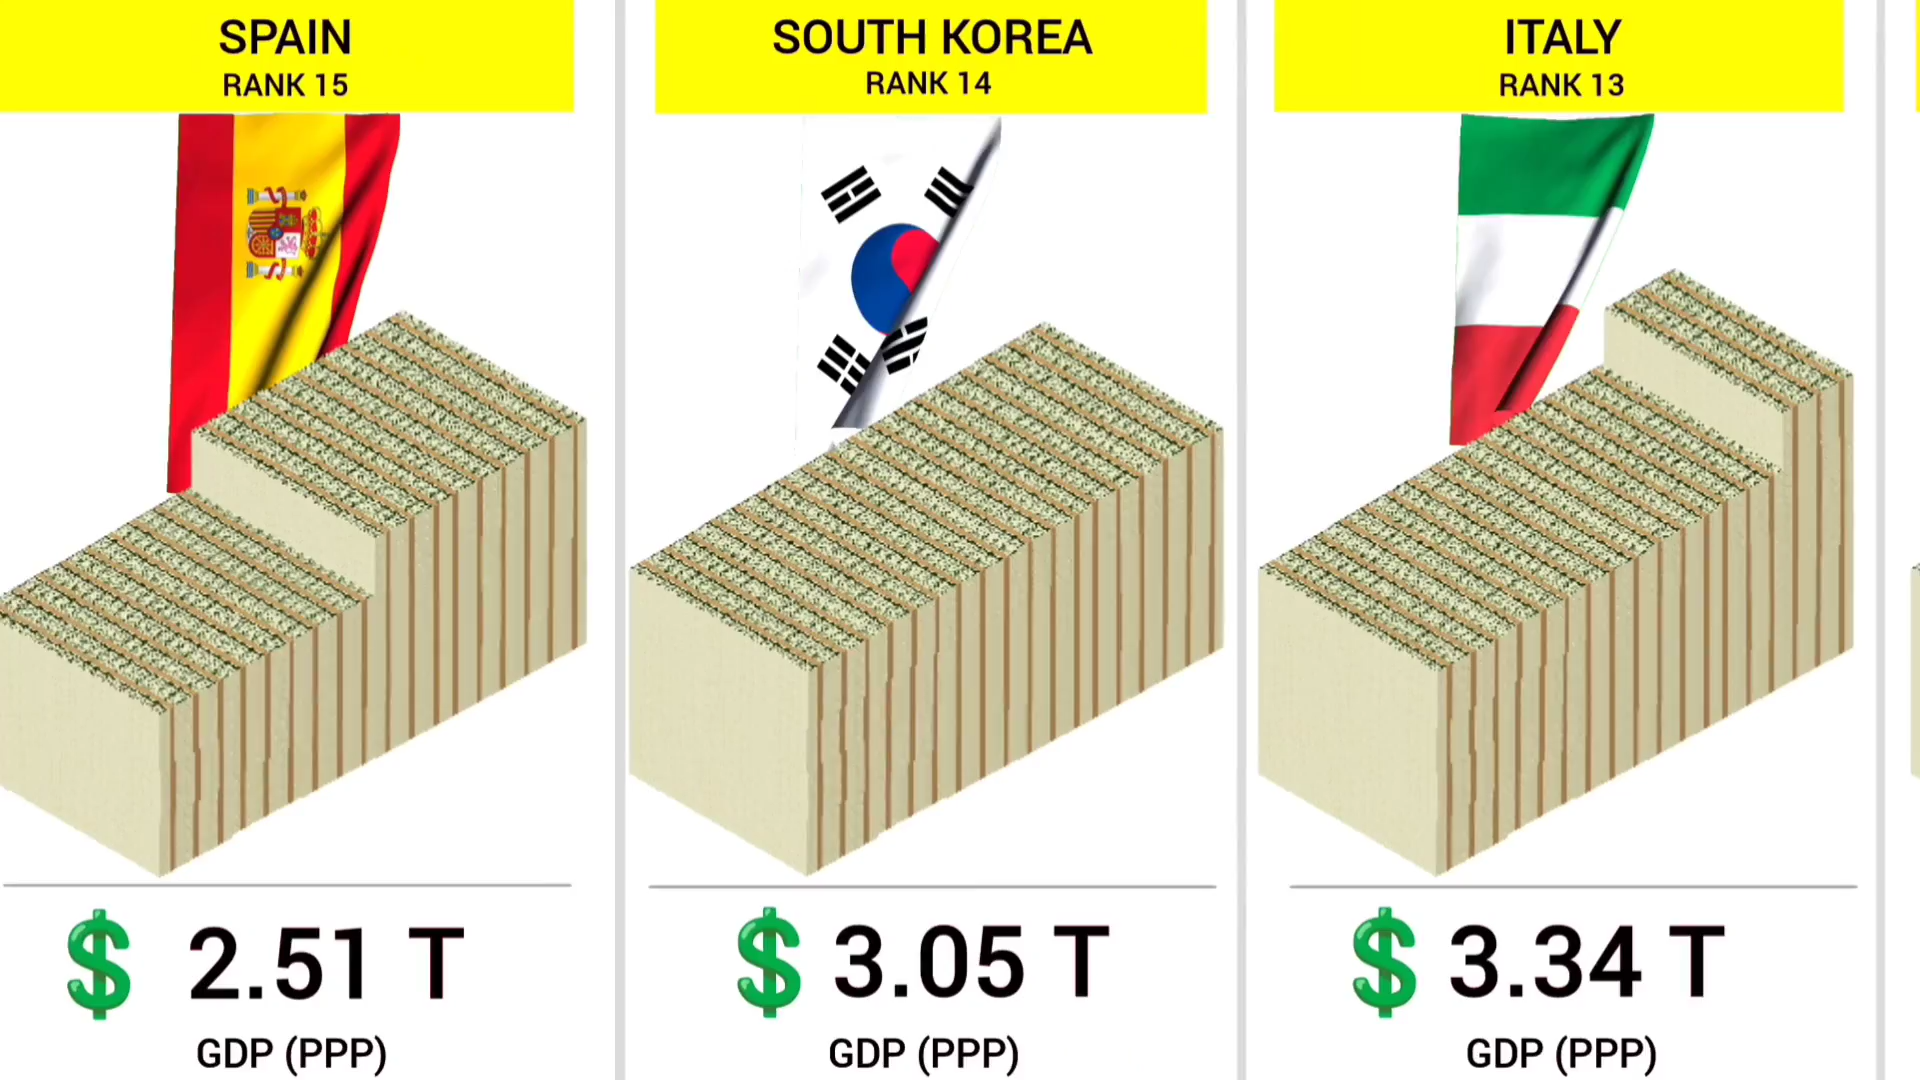 SPAIN
RANK 15
$ 2.51 T
GDP (PPP)
SOUTH KOREA
RANK 14
$ 3.05 T
GDP (PPP)
ITALY
RANK 13
$ 3.34 T
GDP (PPP)